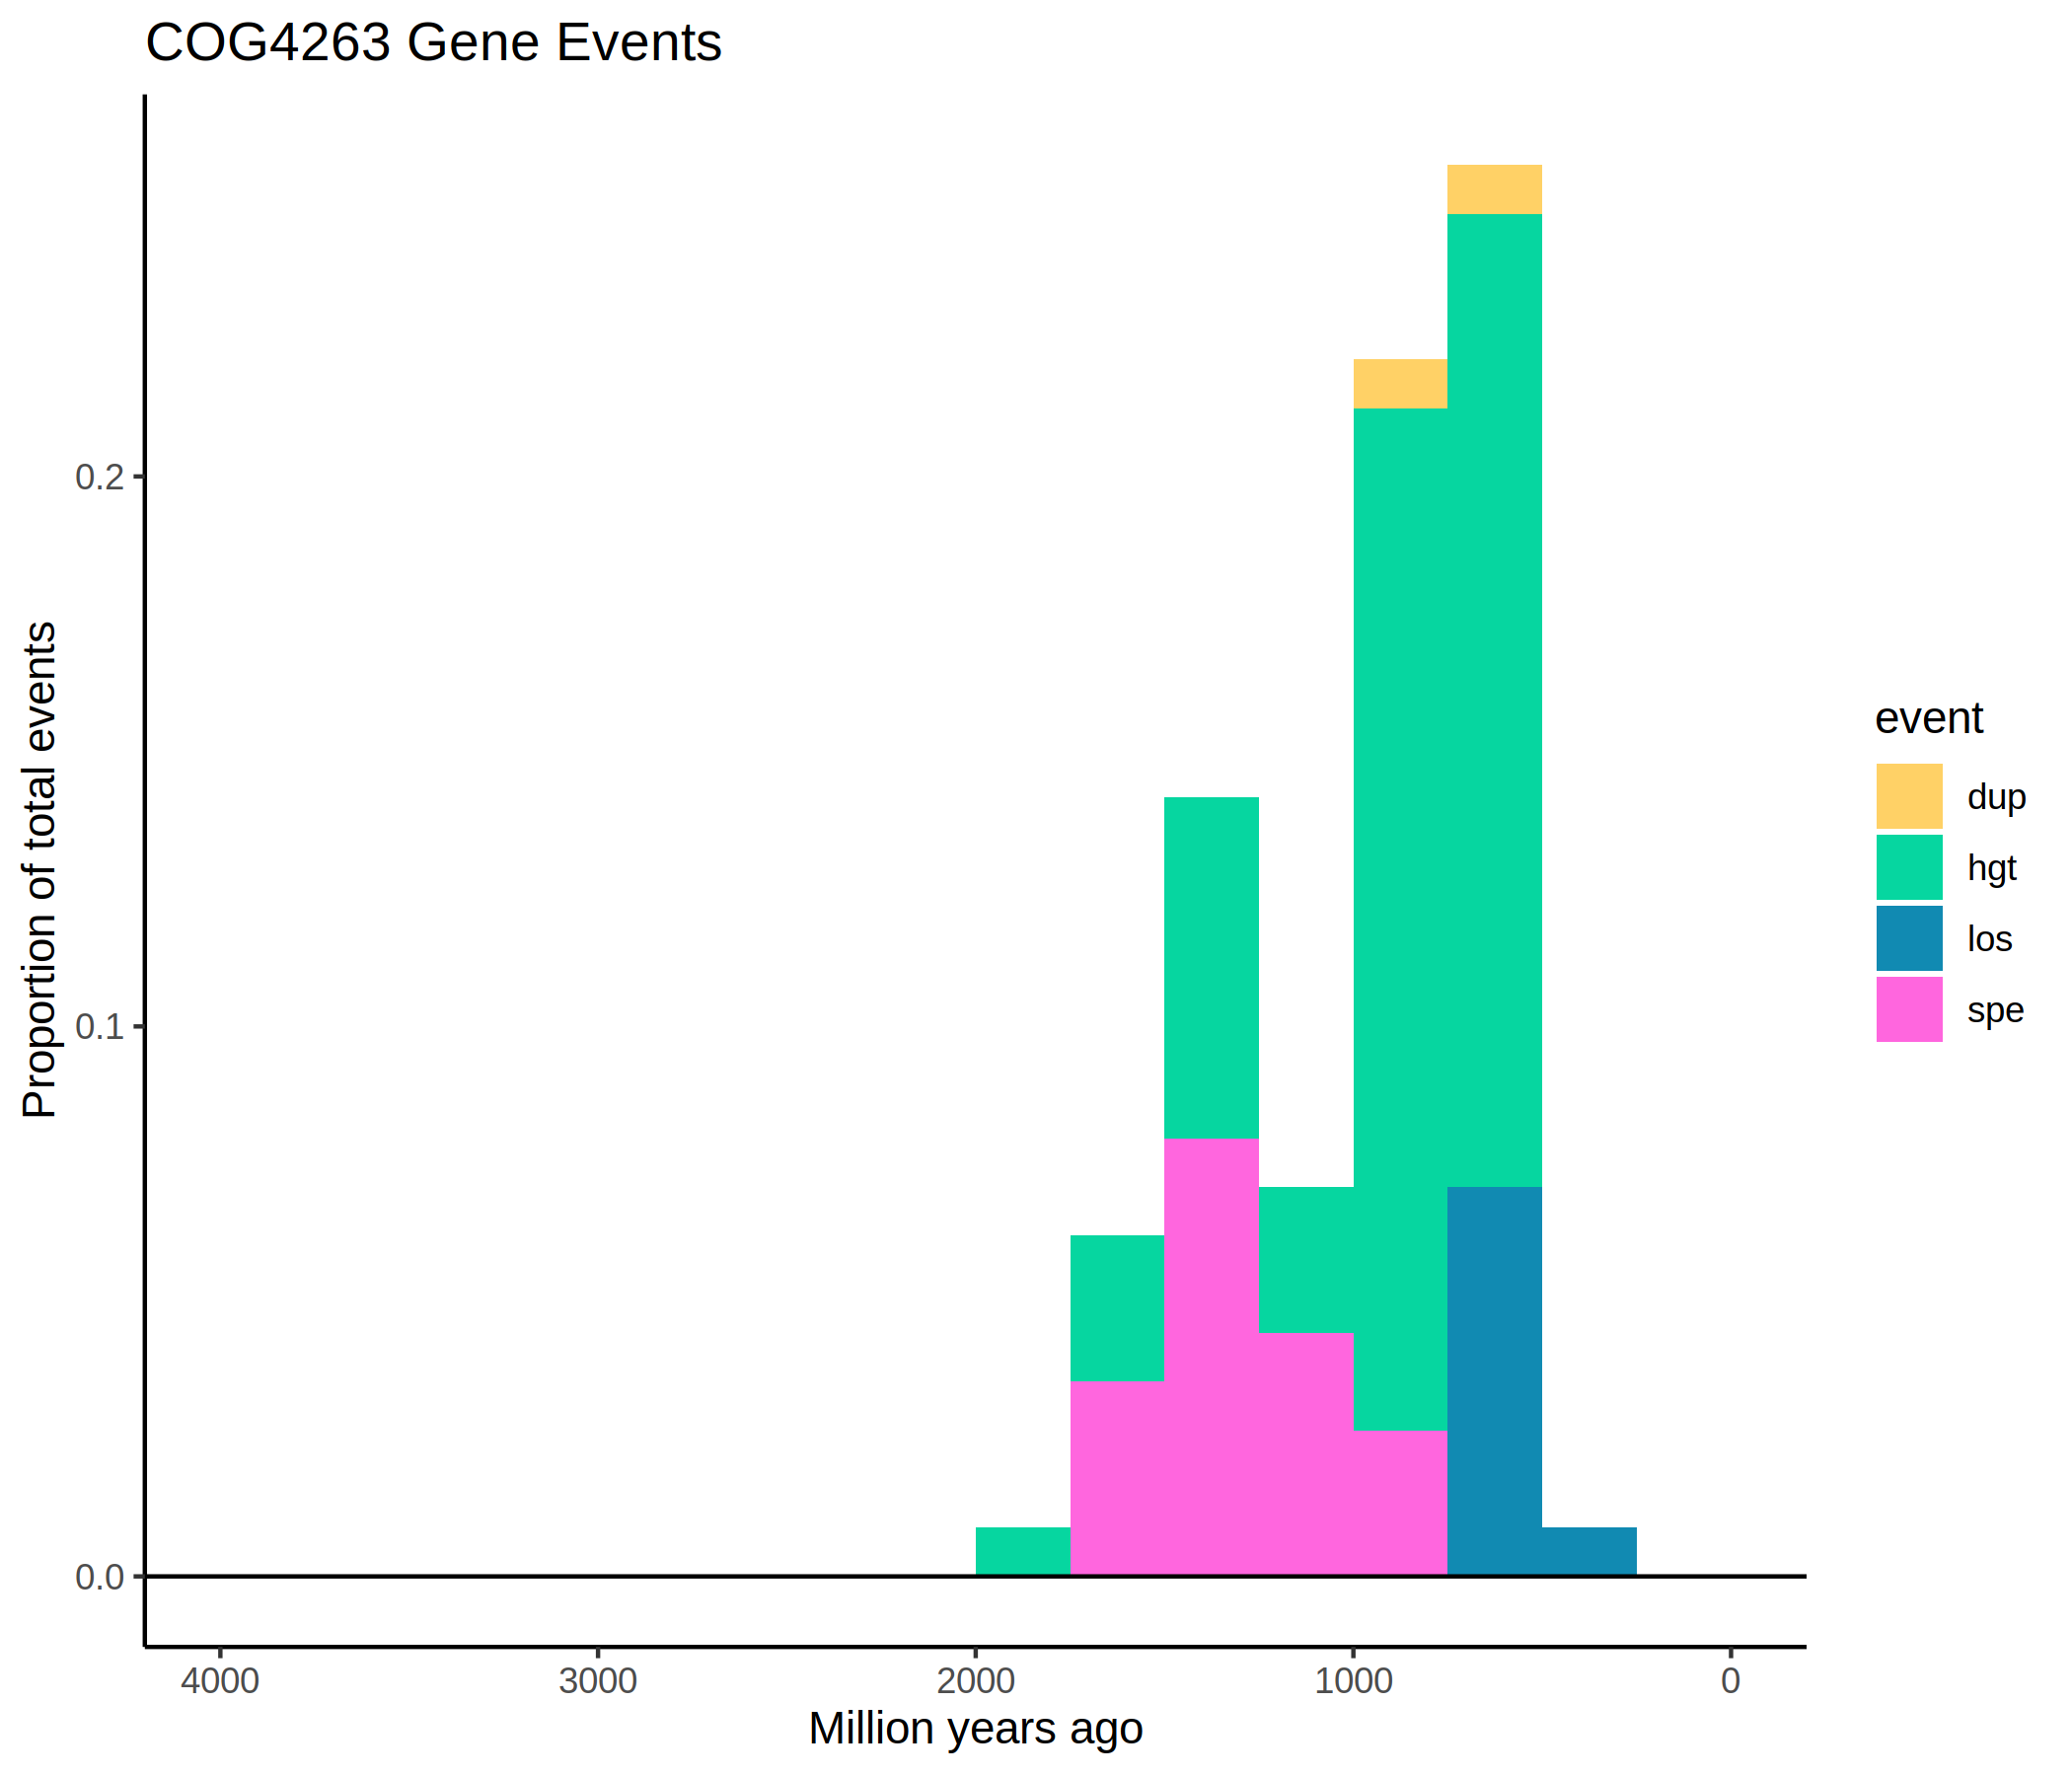 COG4263 Gene Events
Proportion of total events
0.2
0.1
0.0
4000 3000 2000 1000 0
Million years ago
event
dup
hgt
los
spe